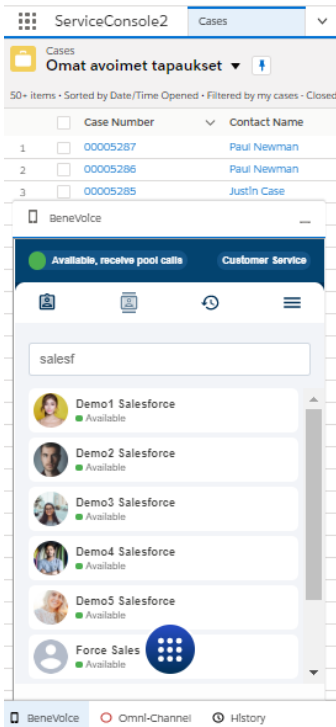 ServiceConsole2 Cases
Cases
Omat avoimet tapaukset
50+ items • Sorted by Date/Time Opened • Filtered by my cases - Closed
Case Number Contact Name
1 00005287 Paul Newman
2 00005286 Paul Newman
3 00005285 Justin Case
BeneVoice
Available, receive pool calls Customer Service
salesf
Demo1 Salesforce
Available
Demo2 Salesforce
Available
Demo3 Salesforce
Available
Demo4 Salesforce
Available
Demo5 Salesforce
Available
Force Sales
Available
BeneVoice Omni-Channel History